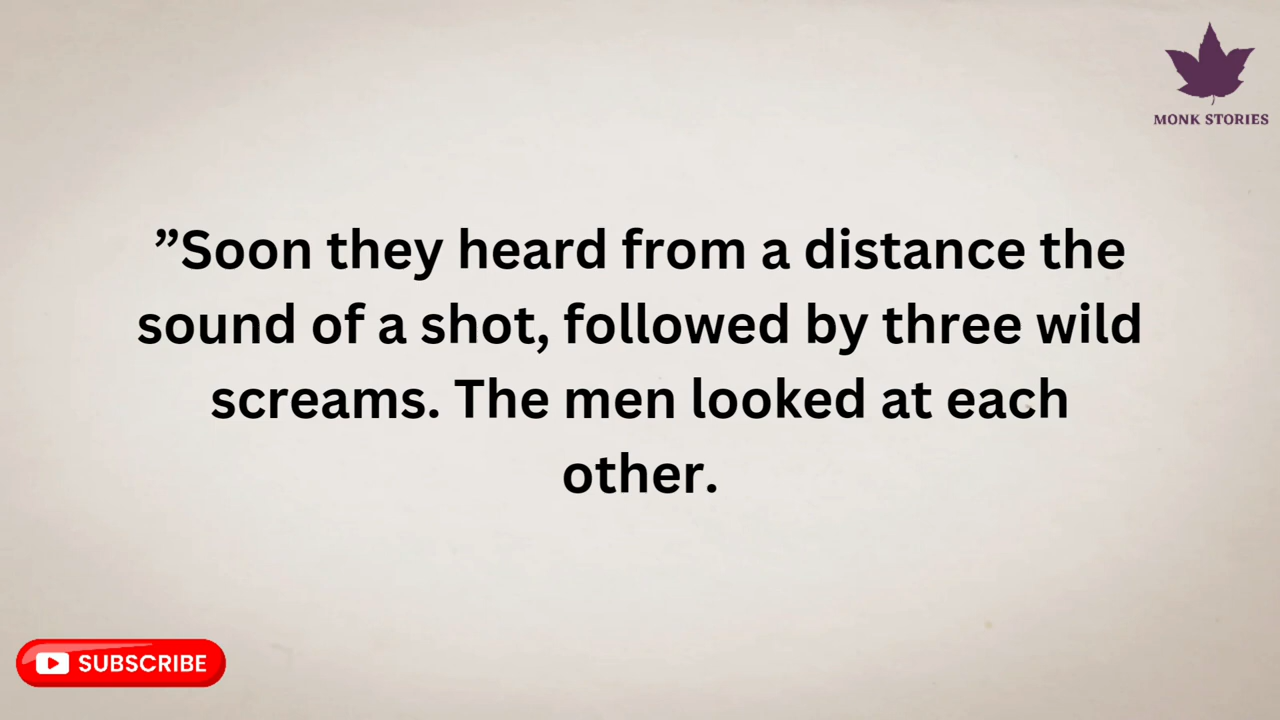 MONK STORIES
”Soon they heard from a distance the
sound of a shot, followed by three wild
screams. The men looked at each
other.
SUBSCRIBE